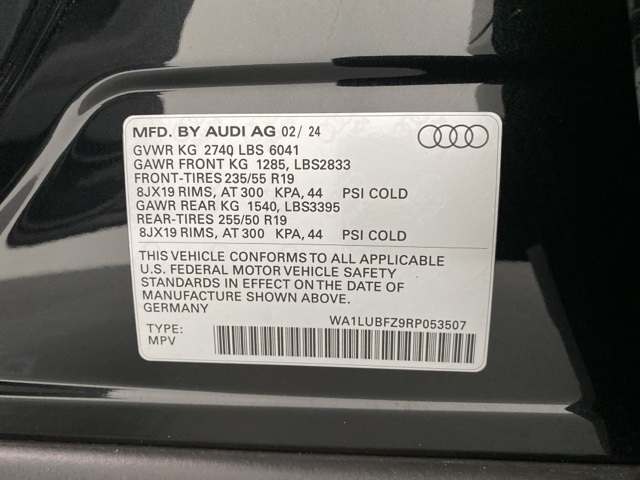 MFD. BY AUDI AG 02/ 24
GVWR KG 2740 LBS 6041
GAWR FRONT KG 1285, LBS2833
FRONT-TIRES 235/55 R19
8JX19 RIMS, AT 300 KPA, 44 PSI COLD
GAWR REAR KG 1540, LBS3395
REAR-TIRES 255/50 R19
8JX19 RIMS, AT 300 KPA, 44 PSI COLD
THIS VEHICLE CONFORMS TO ALL APPLICABLE
U.S. FEDERAL MOTOR VEHICLE SAFETY
STANDARDS IN EFFECT ON THE DATE OF
MANUFACTURE SHOWN ABOVE.
GERMANY
WA1LUBFZ9RP053507
TYPE:
MPV